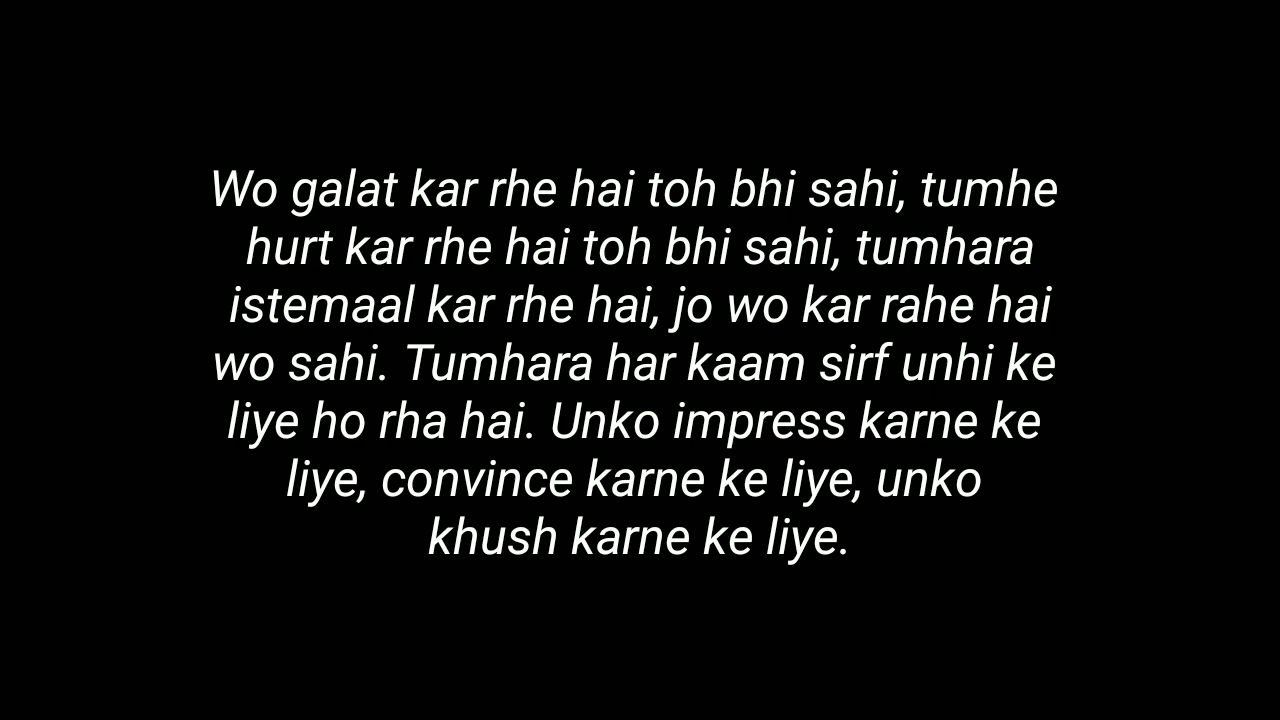 Wo galat kar rhe hai toh bhi sahi, tumhe
hurt kar rhe hai toh bhi sahi, tumhara
istemaal kar rhe hai, jo wo kar rahe hai
wo sahi. Tumhara har kaam sirf unhi ke
liye ho rha hai. Unko impress karne ke
liye, convince karne ke liye, unko
khush karne ke liye.